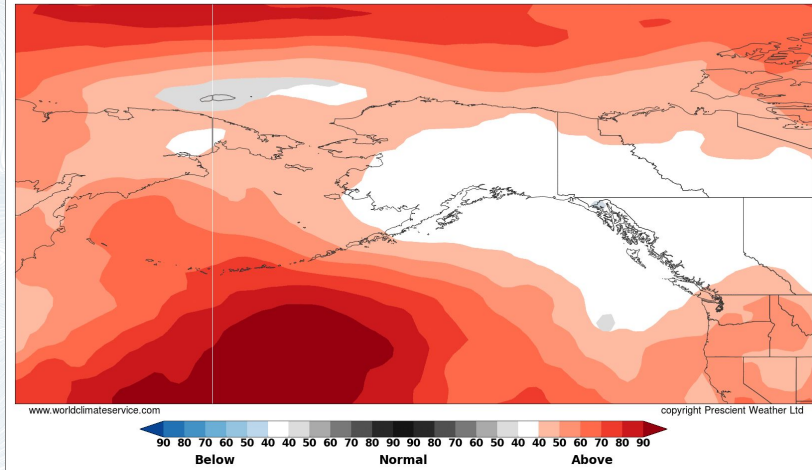 www.worldclimateservice.com copyright Prescient Weather Ltd
90 80 70 60 50 40 40 50 60 70 80 90 90 80 70 60 50 40 40 50 60 70 80 90
Below Normal Above